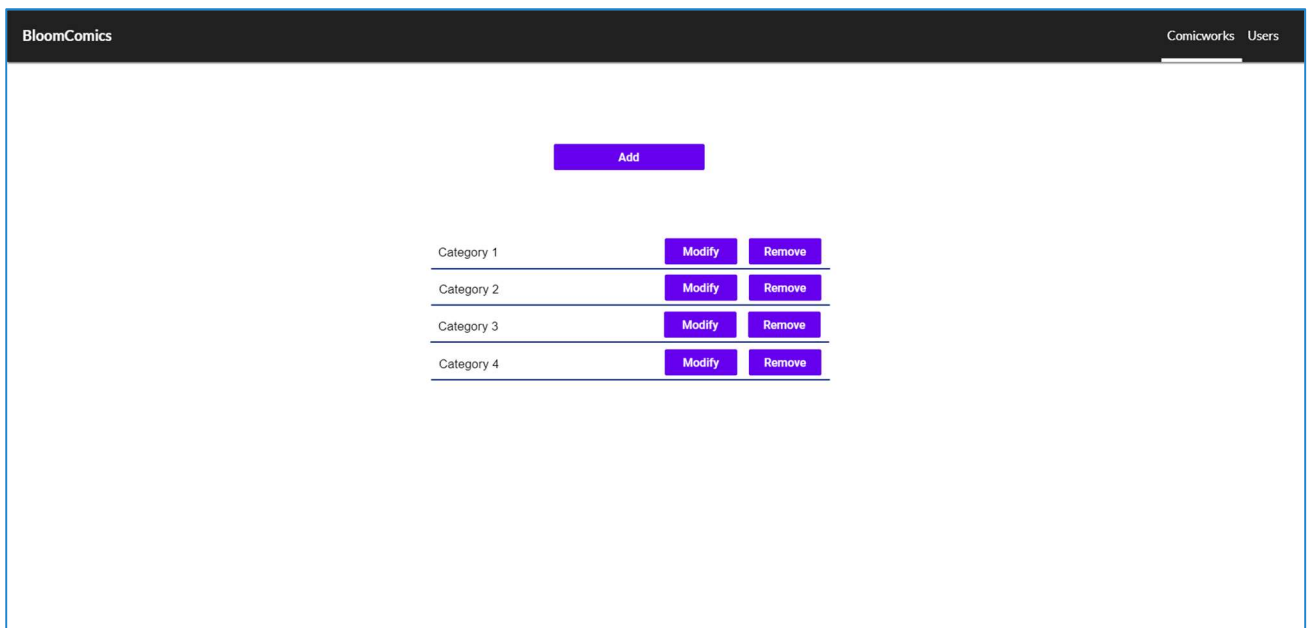 BloomComics Comicworks Users
Add
Category 1 Modify Remove
Category 2 Modify Remove
Category 3 Modify Remove
Category 4 Modify Remove